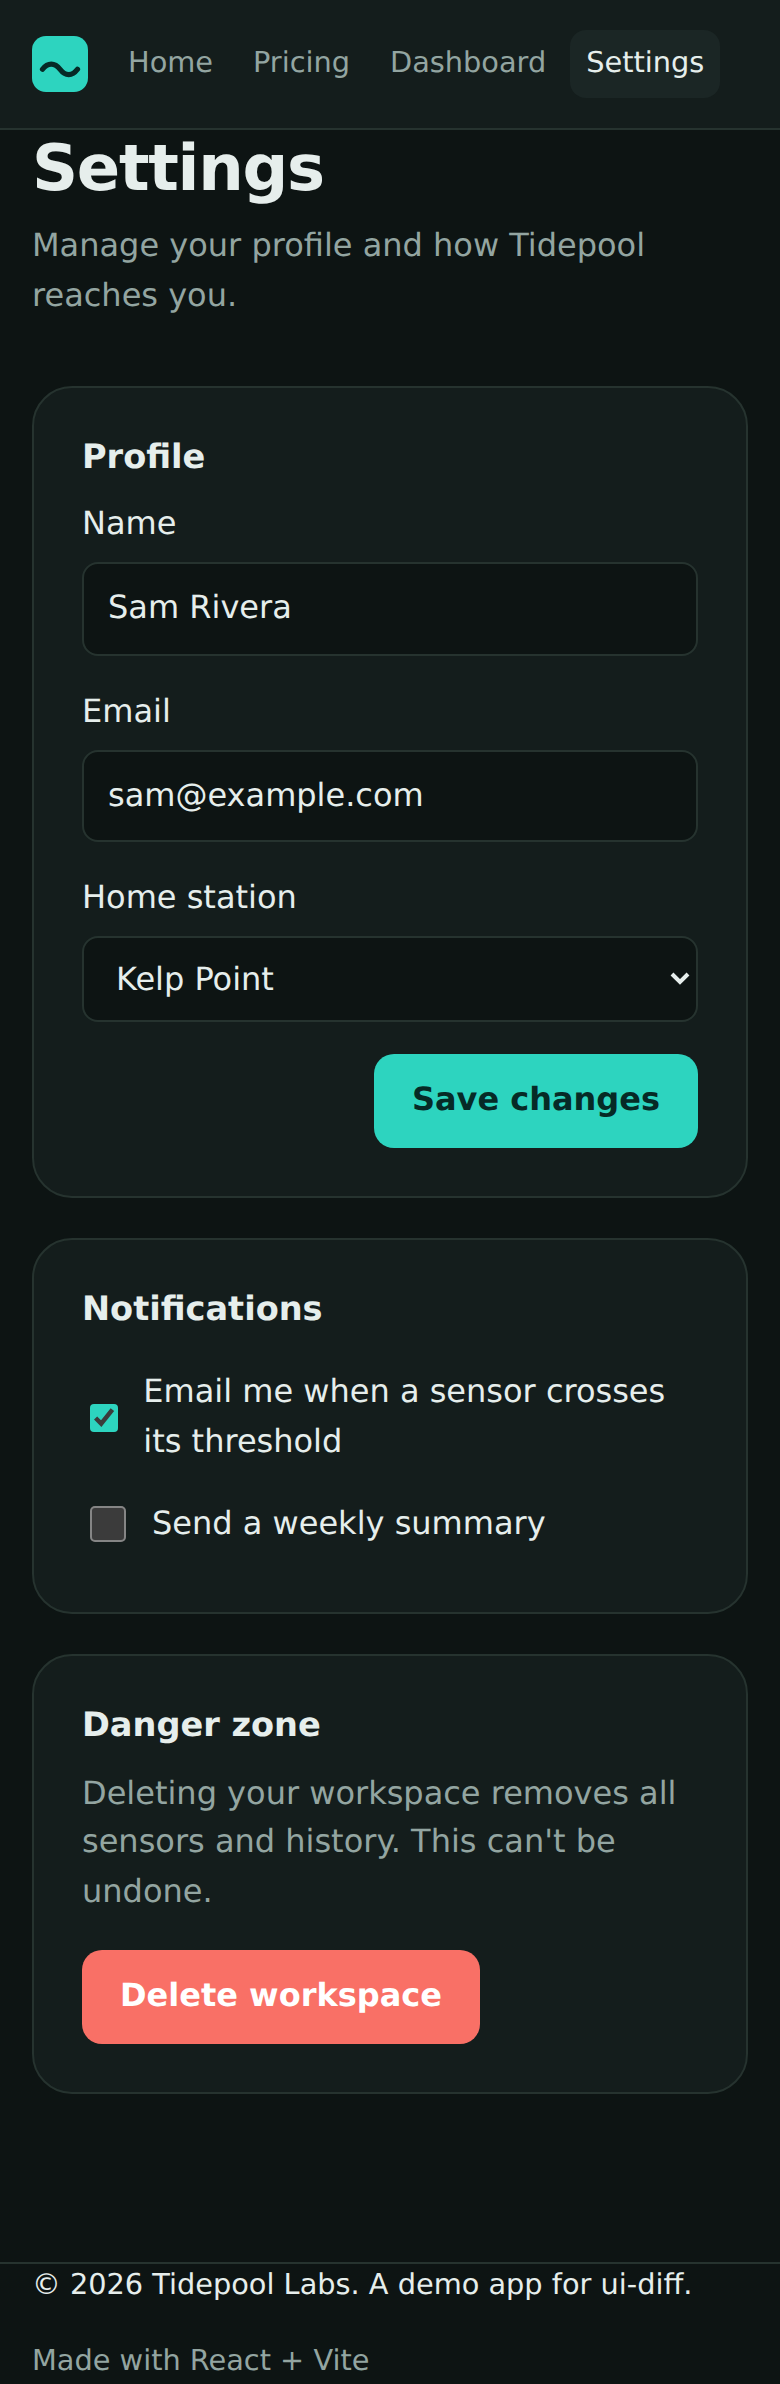 Home Pricing Dashboard Settings
Settings
Manage your profile and how Tidepool
reaches you.
Profile
Name
Sam Rivera
Email
sam@example.com
Home station
Kelp Point
Save changes
Notifications
Email me when a sensor crosses
its threshold
Send a weekly summary
Danger zone
Deleting your workspace removes all
sensors and history. This can't be
undone.
Delete workspace
© 2026 Tidepool Labs. A demo app for ui-diff.
Made with React + Vite